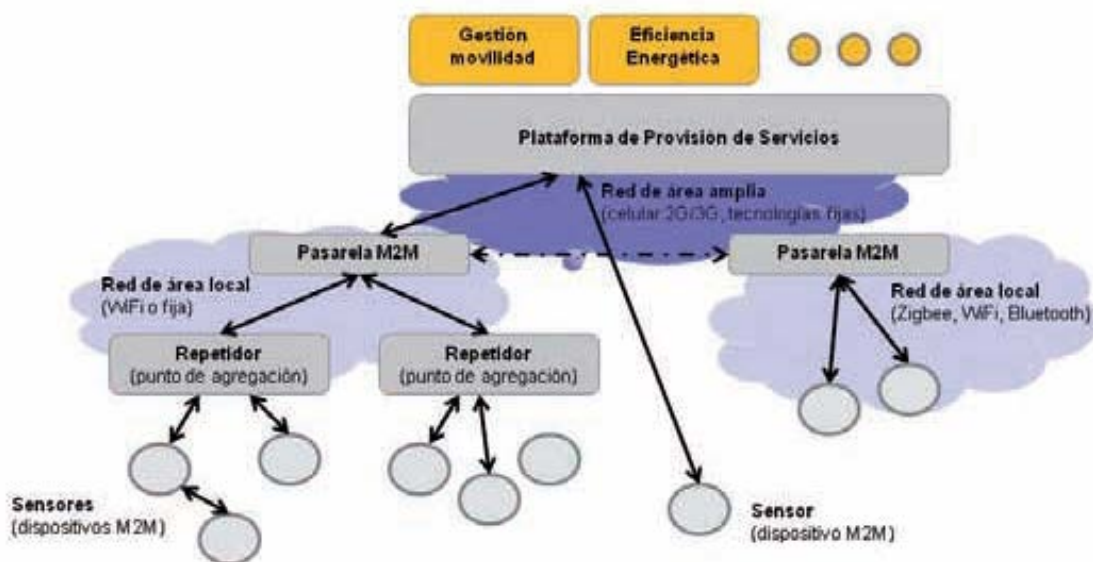 Gestión
movilidad
Eficiencia
Energética
Plataforma de Provisión de Servicios
Red de área amplia
(celular 2G/3G, tecnologías fijas)
Pasarela M2M
Pasarela M2M
Red de área local
(WiFi o fija)
Red de área local
(Zigbee, WiFi, Bluetooth)
Repetidor
(punto de agregación)
Repetidor
(punto de agregación)
Sensores
(dispositivos M2M)
Sensor
(dispositivo M2M)